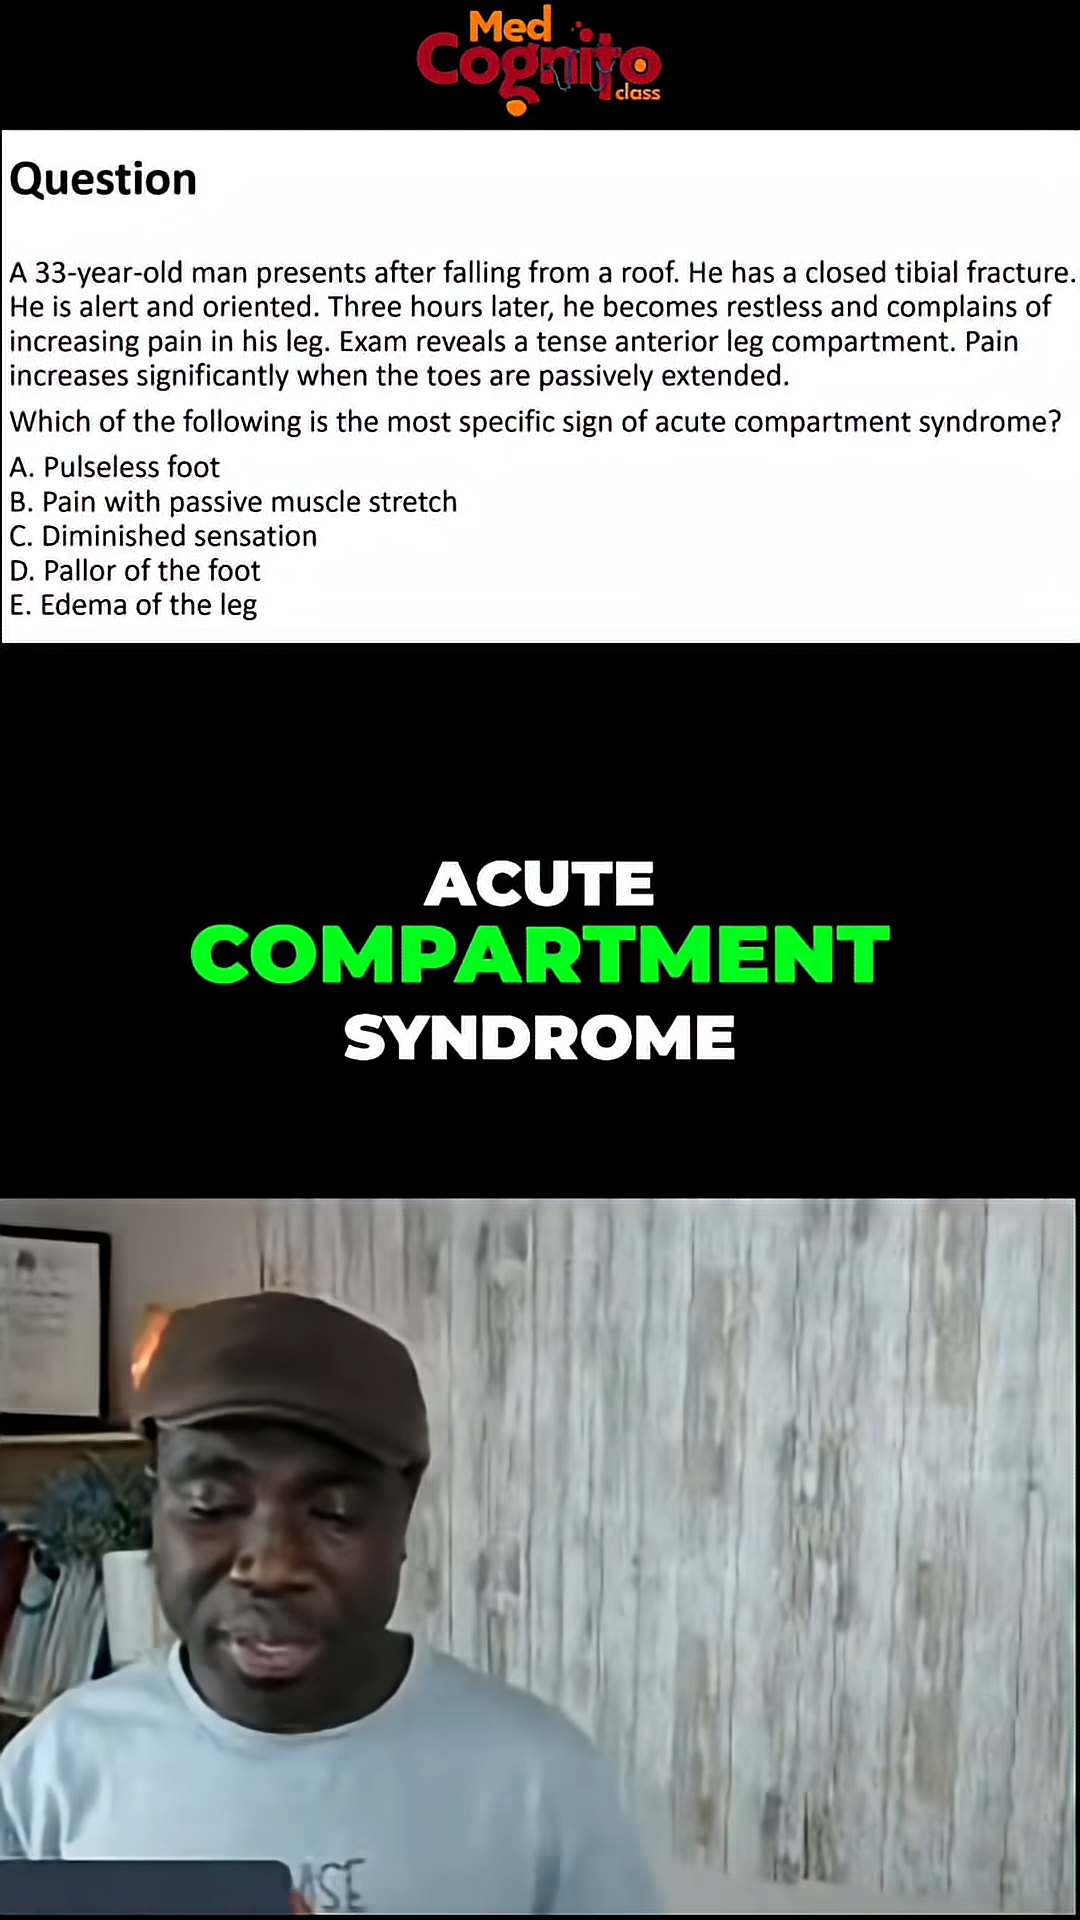 Med
Cognito
class
Question
A 33-year-old man presents after falling from a roof. He has a closed tibial fracture.
He is alert and oriented. Three hours later, he becomes restless and complains of
increasing pain in his leg. Exam reveals a tense anterior leg compartment. Pain
increases significantly when the toes are passively extended.
Which of the following is the most specific sign of acute compartment syndrome?
A. Pulseless foot
B. Pain with passive muscle stretch
C. Diminished sensation
D. Pallor of the foot
E. Edema of the leg
ACUTE
COMPARTMENT
SYNDROME